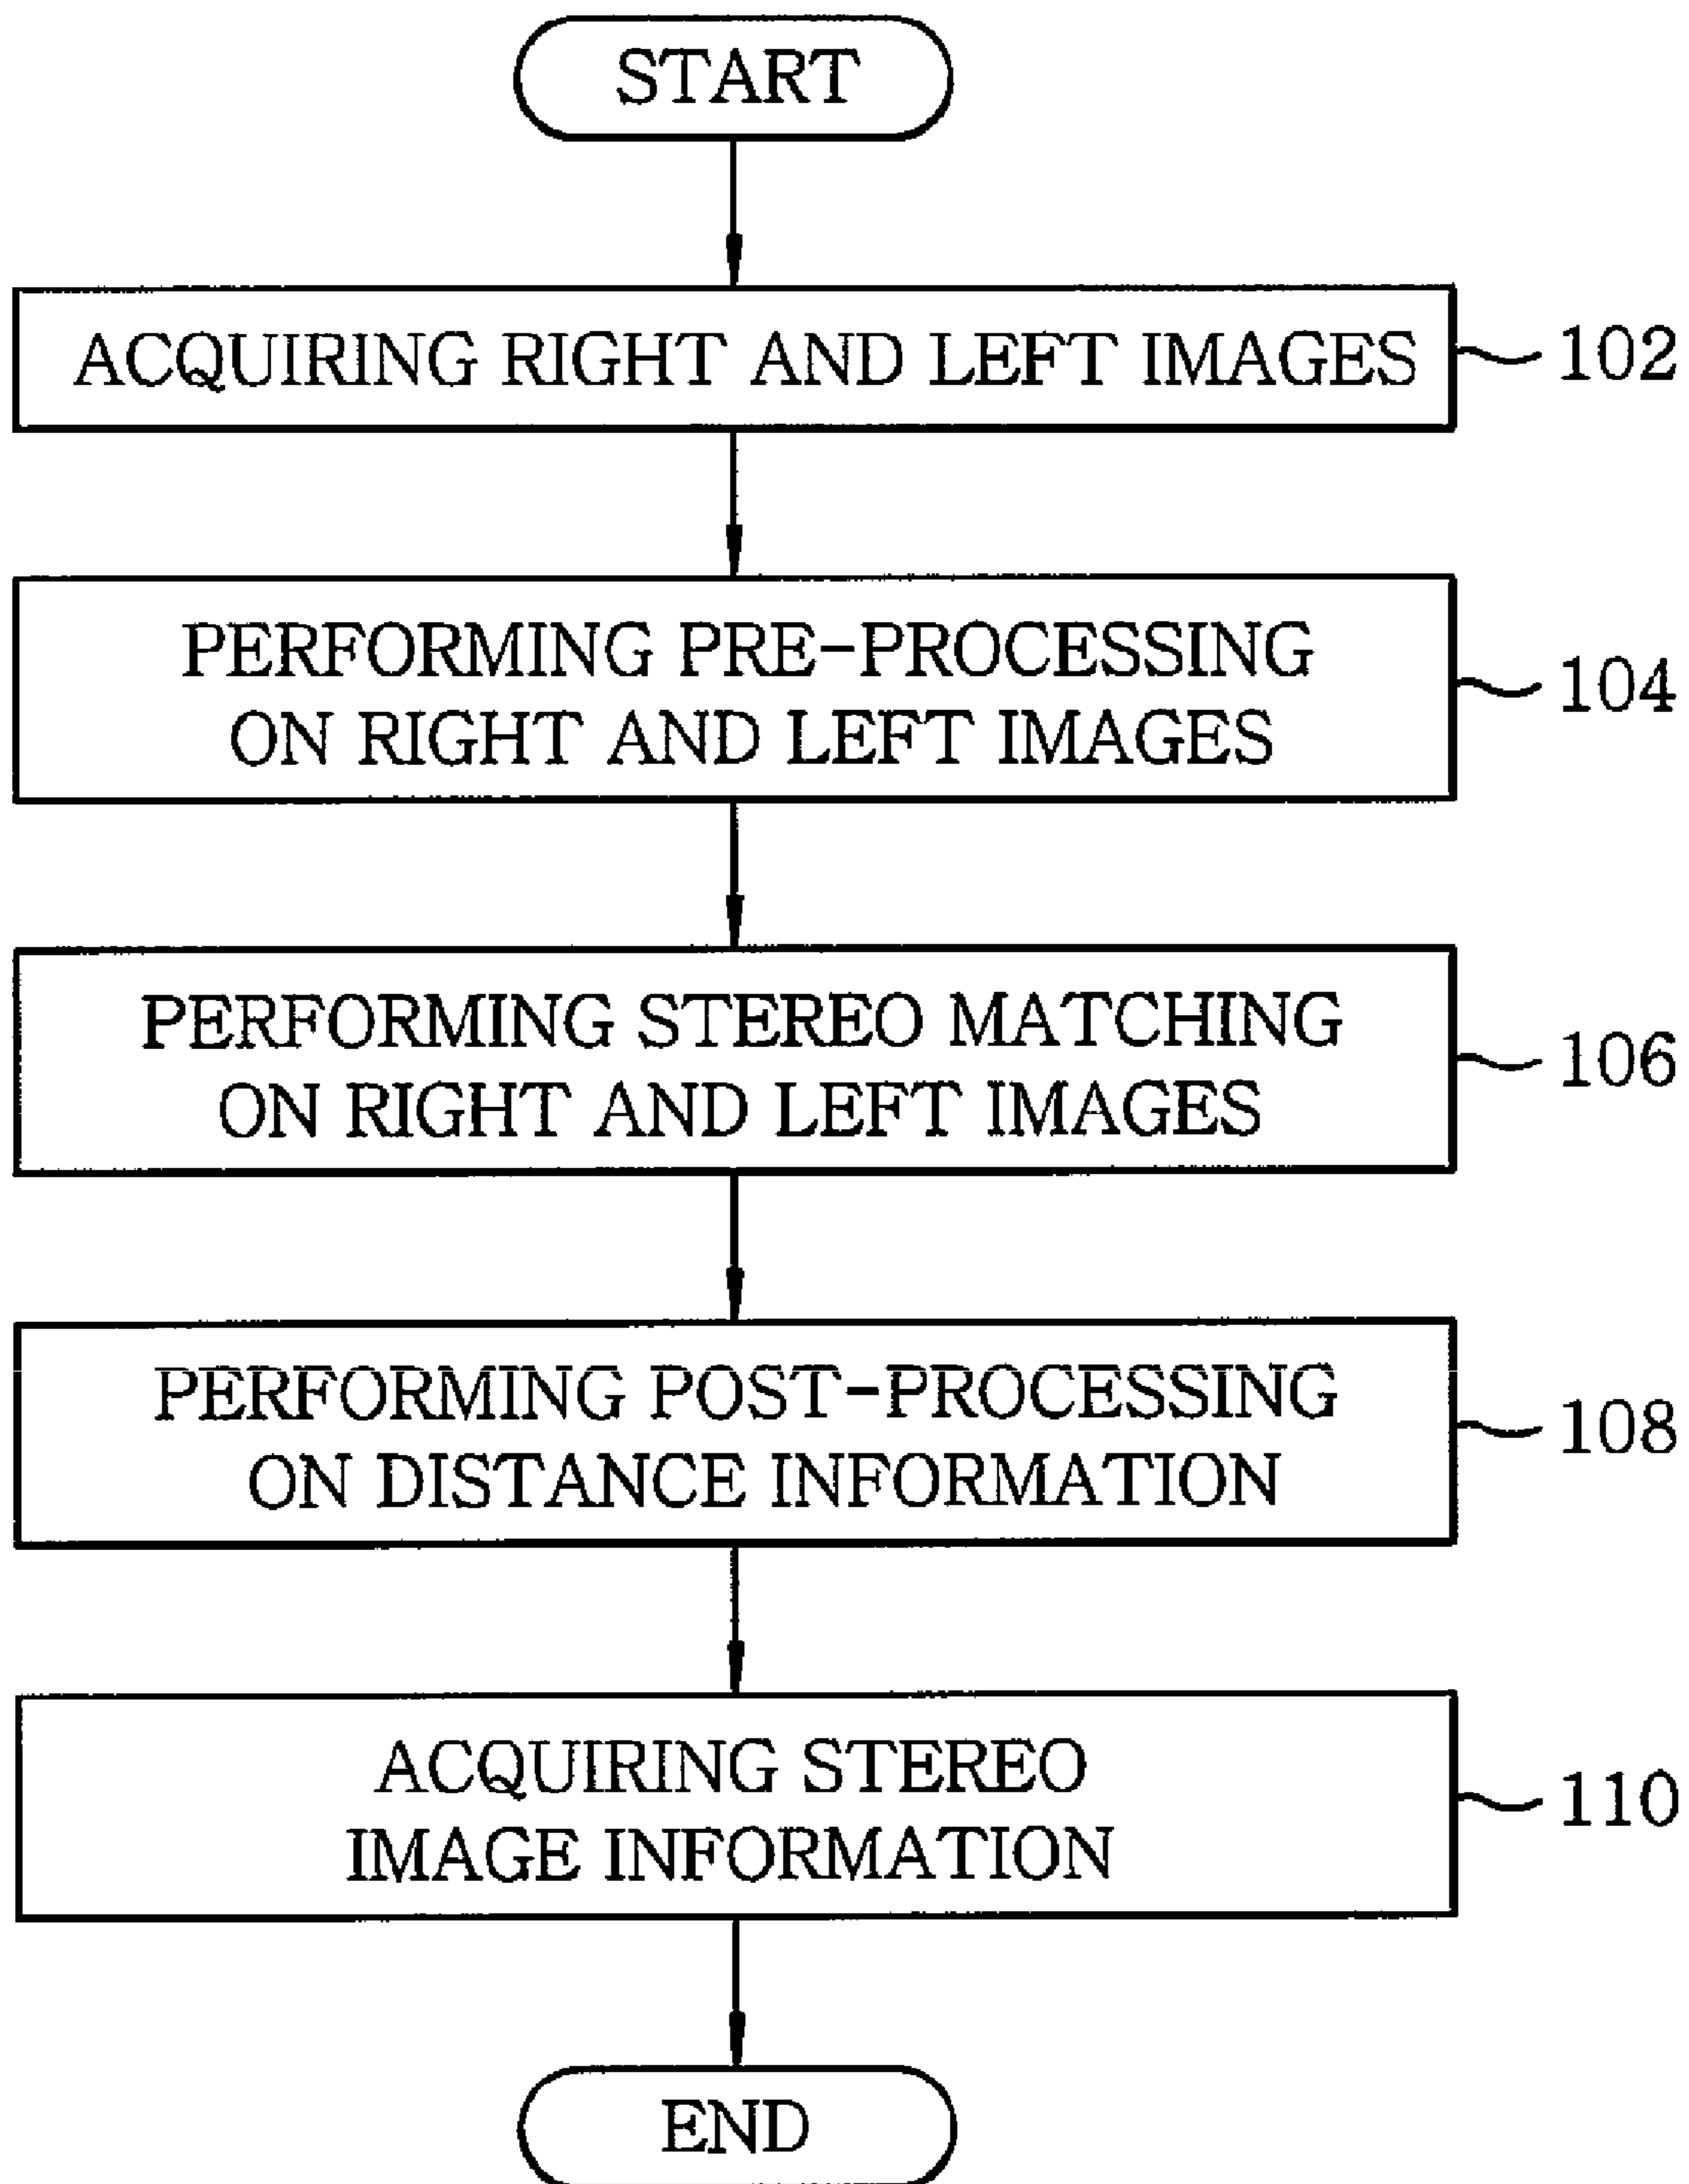 START
ACQUIRING RIGHT AND LEFT IMAGES
102
PERFORMING PRE-PROCESSING
ON RIGHT AND LEFT IMAGES
104
PERFORMING STEREO MATCHING
ON RIGHT AND LEFT IMAGES
106
PERFORMING POST-PROCESSING
ON DISTANCE INFORMATION
108
ACQUIRING STEREO
IMAGE INFORMATION
110
END